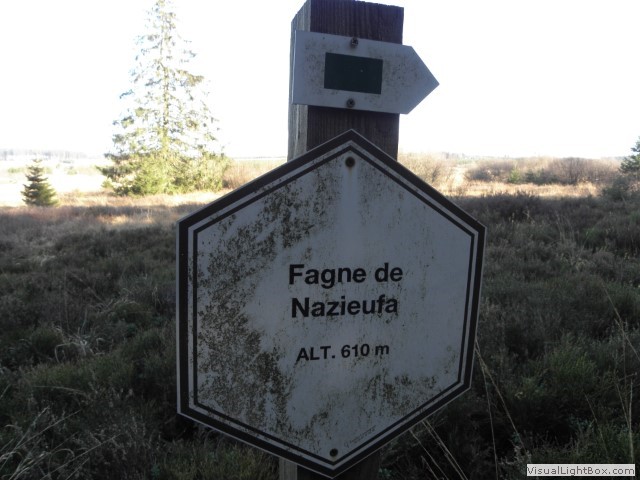 Fagne de
Nazieufa
ALT. 610 m
VisualLightBox.com